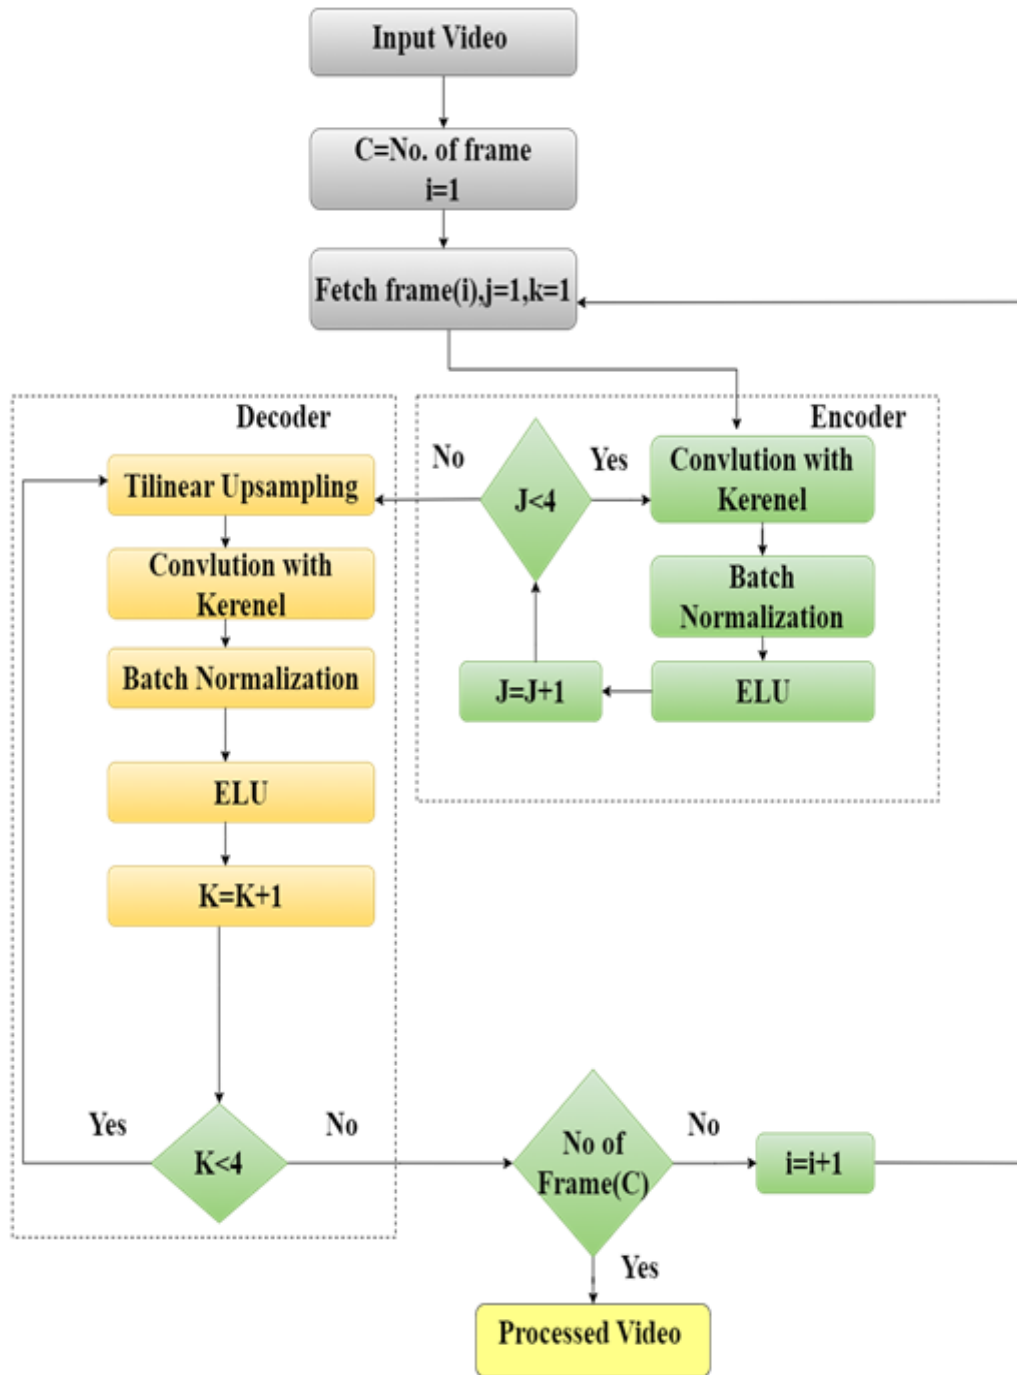 Input Video
C=No. of frame
i=1
Fetch frame(i),j=1,k=1
Decoder
Tilinear Upsampling
Convlution with
Kerenel
Batch Normalization
ELU
K=K+1
K<4
Yes
No
Encoder
No
J<4
Yes
Convlution with
Kerenel
Batch
Normalization
ELU
J=J+1
No of
Frame(C)
No
i=i+1
Yes
Processed Video